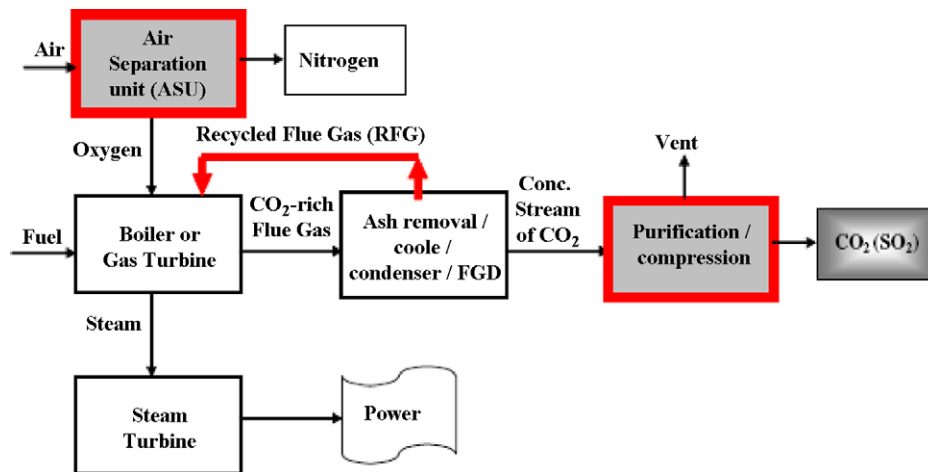 Air
Air
Separation
unit (ASU)
Nitrogen
Oxygen
Recycled Flue Gas (RFG)
Vent
Fuel
Boiler or
Gas Turbine
CO₂-rich
Flue Gas
Ash removal /
coole /
condenser / FGD
Conc.
Stream
of CO₂
Purification /
compression
CO₂ (SO₂)
Steam
Steam
Turbine
Power